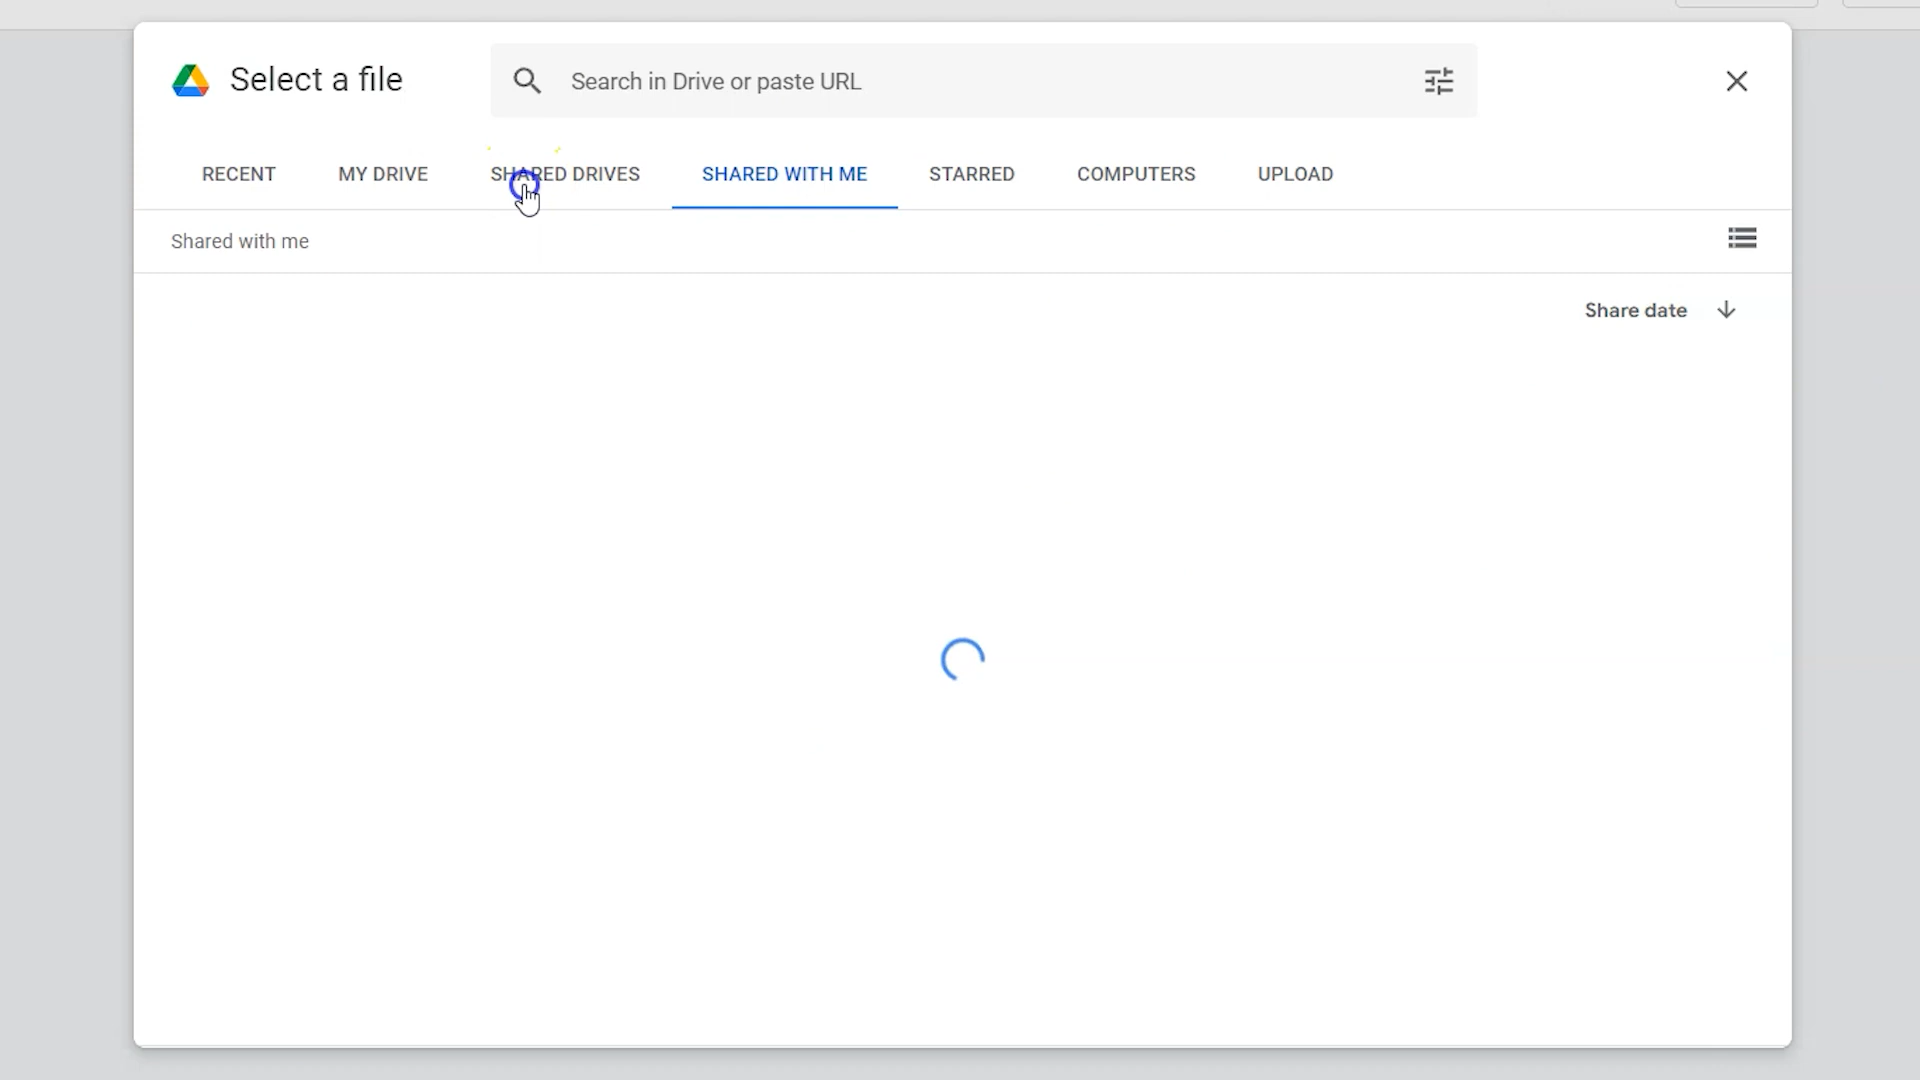 Select a file
Search in Drive or paste URL
RECENT
MY DRIVE
SHARED DRIVES
SHARED WITH ME
STARRED
COMPUTERS
UPLOAD
Shared with me
Share date